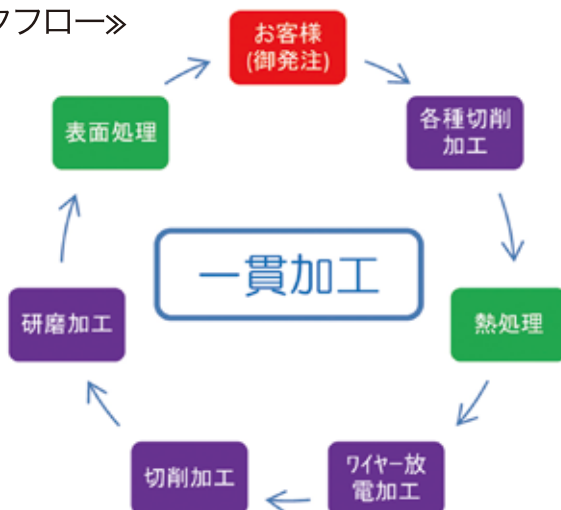 クフロー≫
お客様
(御発注)
各種切削
加工
熱処理
ワイヤー放
電加工
切削加工
研磨加工
表面処理
一貫加工